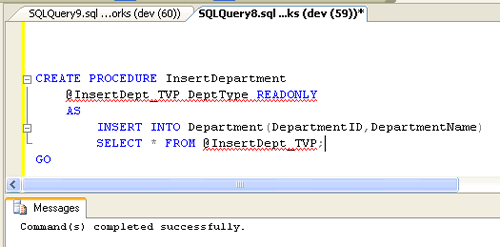 SQLQuery9.sql ...orks (dev (60))
SQLQuery8.sql ...ks (dev (59))*
CREATE PROCEDURE InsertDepartment
@InsertDept_TVP DeptType READONLY
AS
INSERT INTO Department(DepartmentID,DepartmentName)
SELECT * FROM @InsertDept_TVP;
GO
Messages
Command(s) completed successfully.